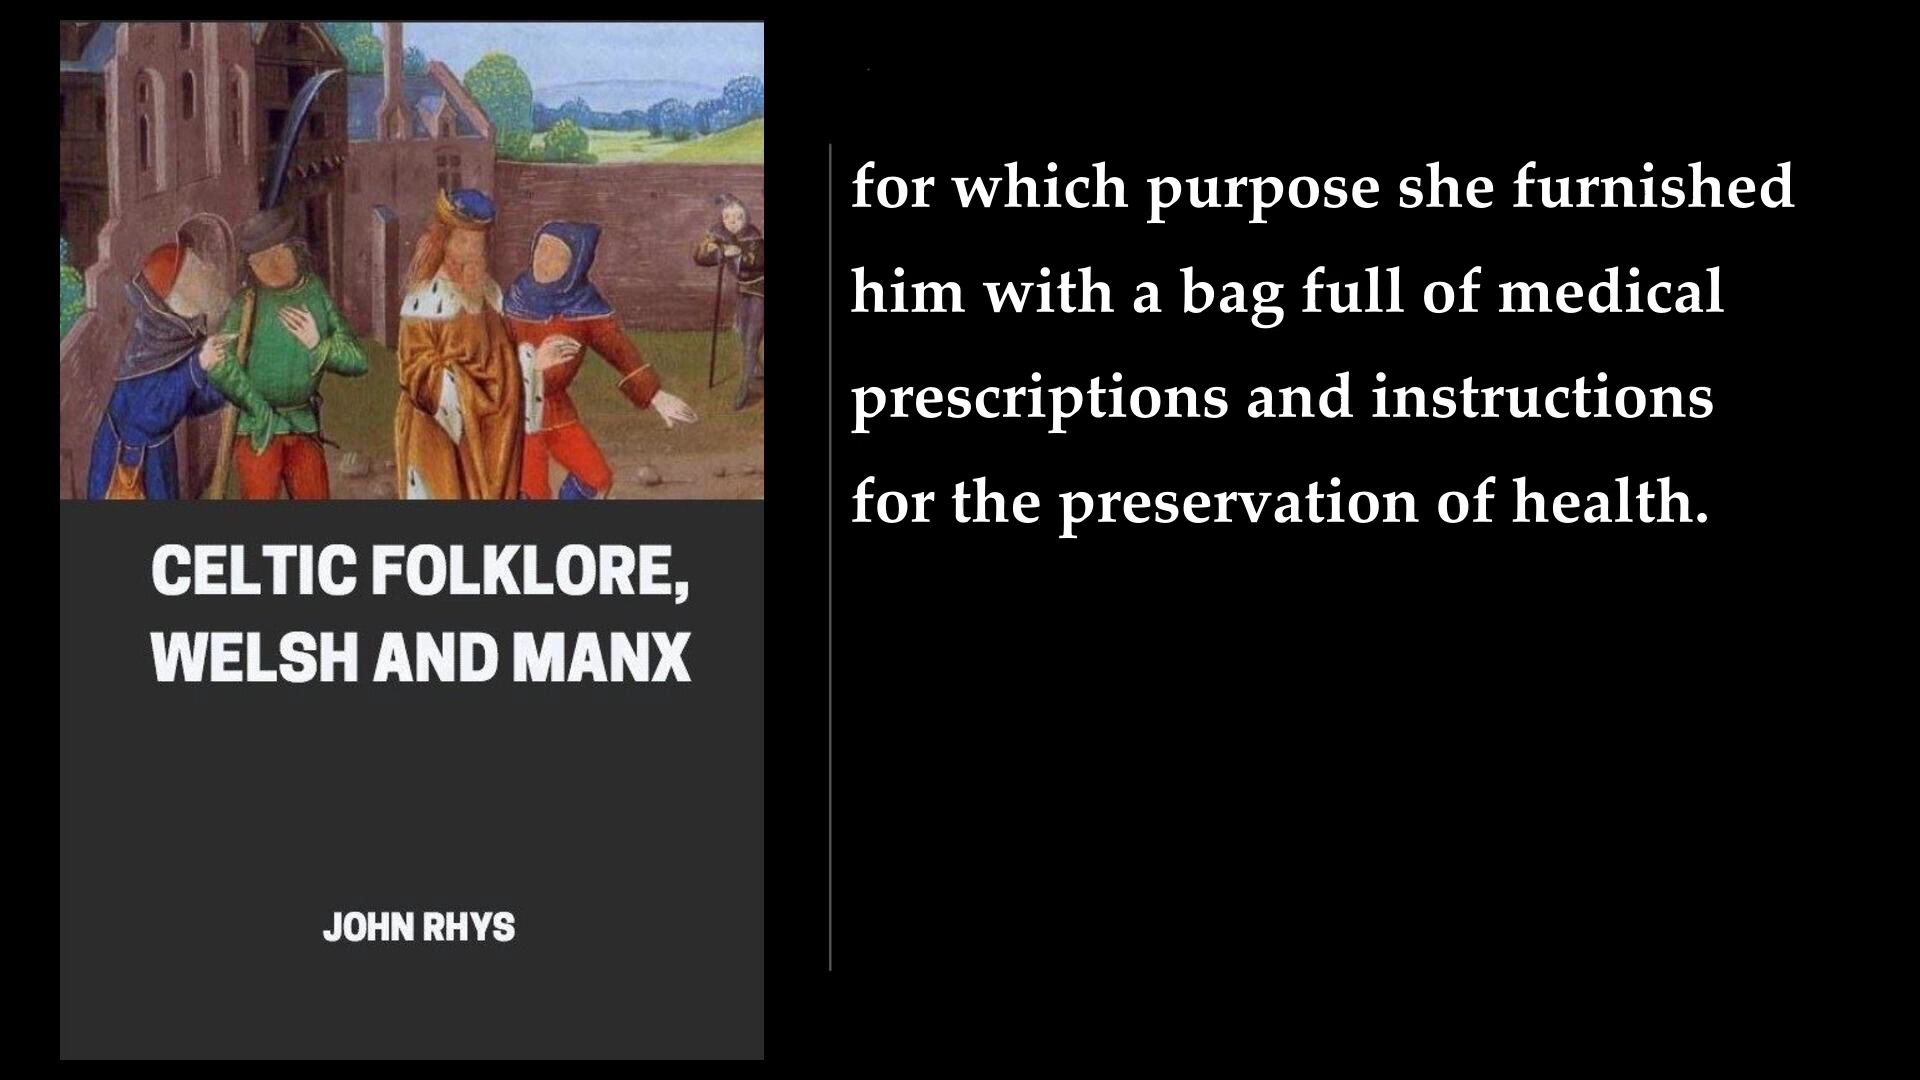 CELTIC FOLKLORE,
WELSH AND MANX
JOHN RHYS
for which purpose she furnished
him with a bag full of medical
prescriptions and instructions
for the preservation of health.